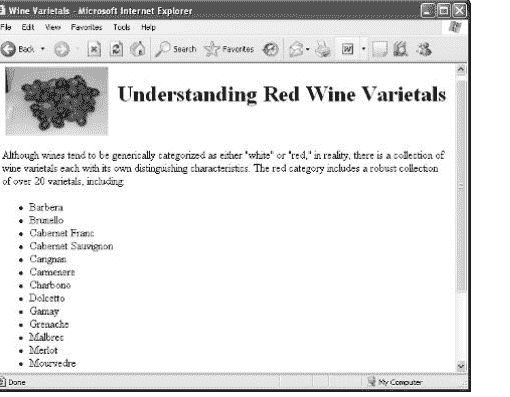 Wine Varietals - Microsoft Internet Explorer
File Edit View Favorites Tools Help
Back Search Favorites
Understanding Red Wine Varietals
Although wines tend to be generically categorized as either "white" or "red," in reality, there is a collection of
wine varietals each with its own distinguishing characteristics. The red category includes a robust collection
of over 20 varietals, including:
• Barbera
• Brunello
• Cabernet Franc
• Cabernet Sauvignon
• Carignan
• Carmenere
• Charbono
• Dolcetto
• Gamay
• Grenache
• Malbrec
• Merlot
• Mourvedre
Done My Computer